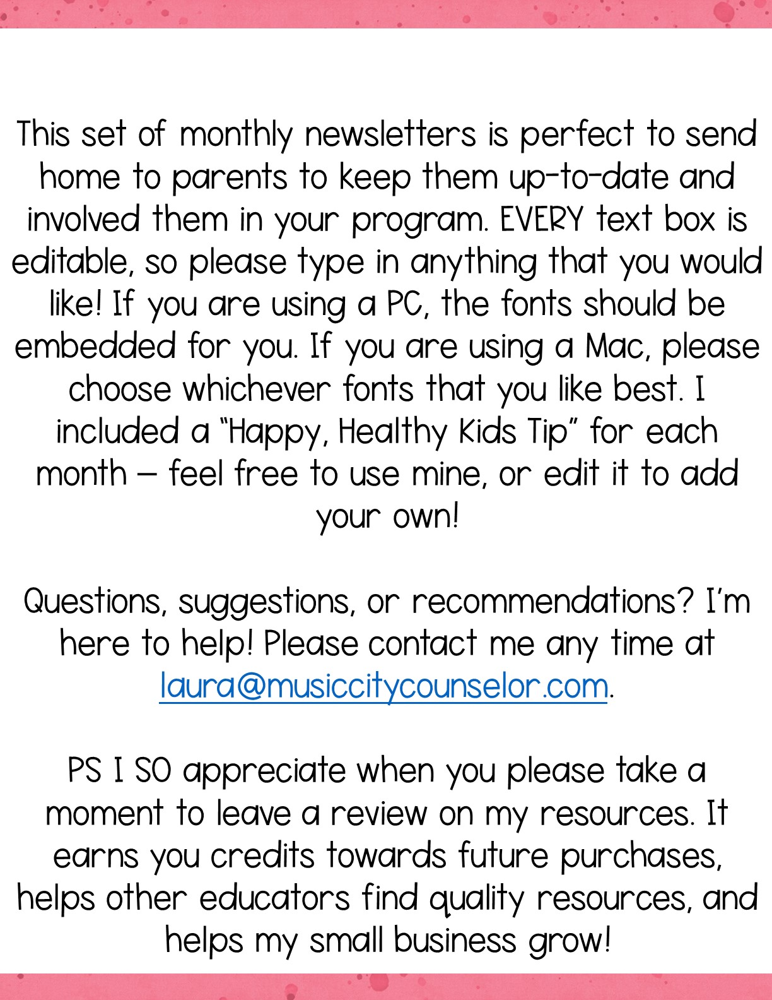 This set of monthly newsletters is perfect to send
home to parents to keep them up-to-date and
involved them in your program. EVERY text box is
editable, so please type in anything that you would
like! If you are using a PC, the fonts should be
embedded for you. If you are using a Mac, please
choose whichever fonts that you like best. I
included a “Happy, Healthy Kids Tip” for each
month – feel free to use mine, or edit it to add
your own!
Questions, suggestions, or recommendations? I’m
here to help! Please contact me any time at
laura@musiccitycounselor.com.
PS I SO appreciate when you please take a
moment to leave a review on my resources. It
earns you credits towards future purchases,
helps other educators find quality resources, and
helps my small business grow!